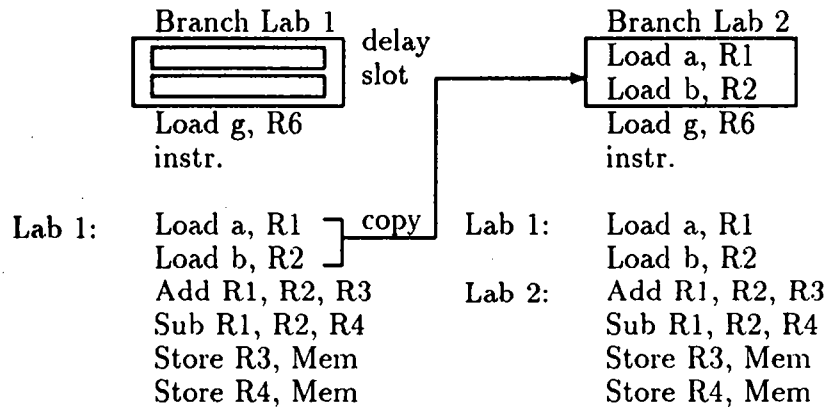 Branch Lab 1
delay
slot
Load g, R6
instr.
Lab 1: Load a, R1
Load b, R2
Add R1, R2, R3
Sub R1, R2, R4
Store R3, Mem
Store R4, Mem
copy
Branch Lab 2
Load a, R1
Load b, R2
Load g, R6
instr.
Lab 1: Load a, R1
Load b, R2
Lab 2: Add R1, R2, R3
Sub R1, R2, R4
Store R3, Mem
Store R4, Mem